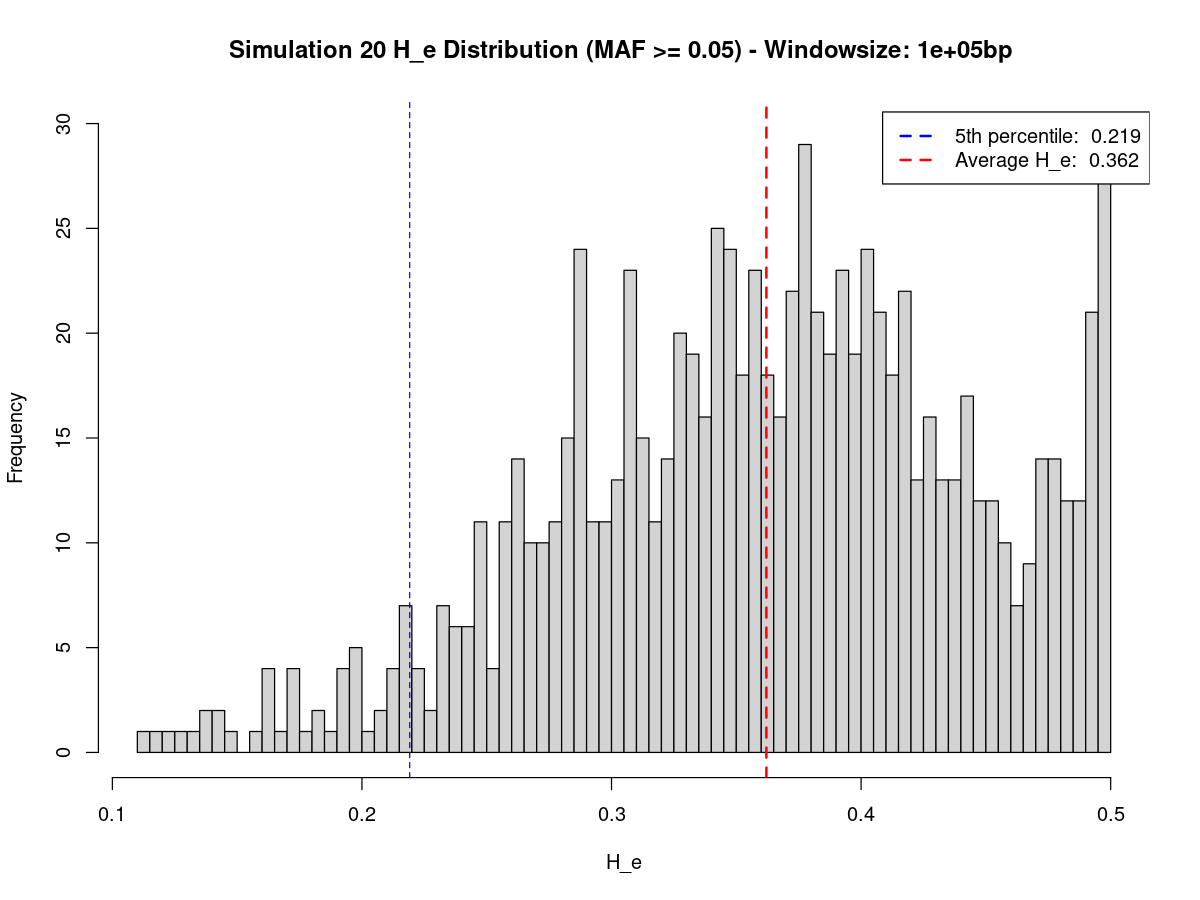 Simulation 20 H_e Distribution (MAF >= 0.05) - Windowsize: 1e+05bp
5th percentile: 0.219
Average H_e: 0.362
Frequency
30
25
20
15
10
5
0
0.1 0.2 0.3 0.4 0.5
H_e